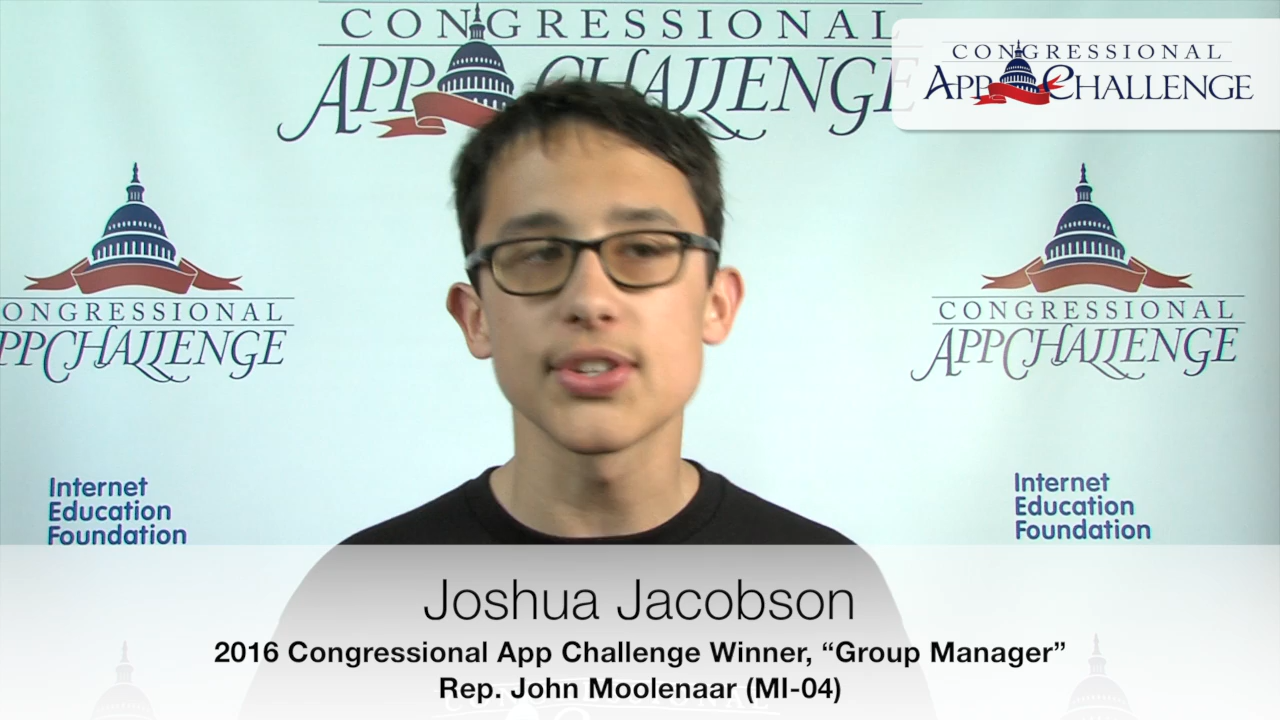 CONGRESSIONAL
APP CHALLENGE
CONGRESSIONAL
APP CHALLENGE
CONGRESSIONAL
APPCHALLENGE
CONGRESSIONAL
APPCHALLENGE
Internet
Education
Foundation
Internet
Education
Foundation
Joshua Jacobson
2016 Congressional App Challenge Winner, “Group Manager”
Rep. John Moolenaar (MI-04)